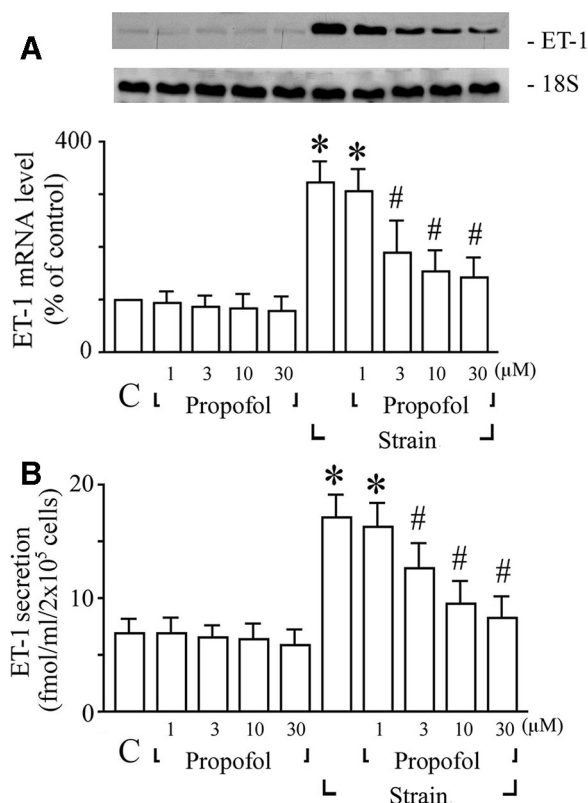 A
- ET-1
- 18S
400
* *
# # #
ET-1 mRNA level
(% of control)
0
1 3 10 30 1 3 10 30 (μM)
C Propofol Propofol
Strain
B
20
* *
# # #
10
ET-1 secretion
(fmol/ml/2x10⁵ cells)
0
1 3 10 30 1 3 10 30 (μM)
C Propofol Propofol
Strain